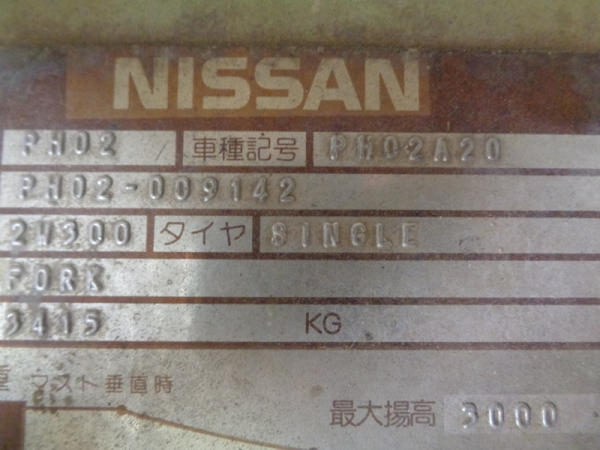 NISSAN
PH02 車種記号 PH02A20
PH02-009142
2W300 タイヤ SINGLE
FORK
3415 KG
重 マスト垂直時
最大揚高 3000